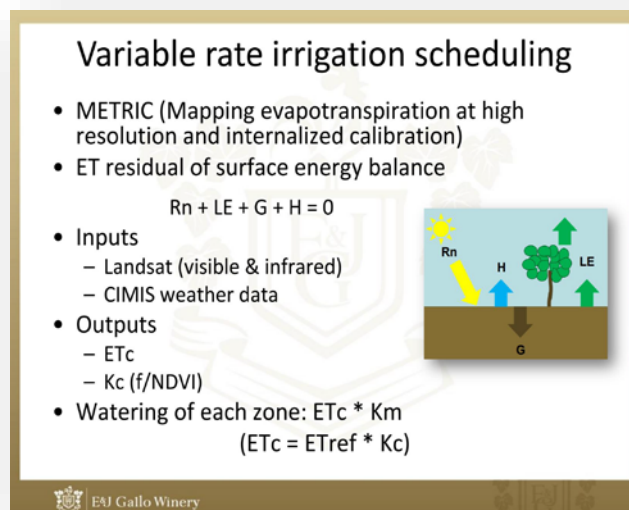 Variable rate irrigation scheduling
• METRIC (Mapping evapotranspiration at high
resolution and internalized calibration)
• ET residual of surface energy balance
Rn + LE + G + H = 0
• Inputs
– Landsat (visible & infrared)
– CIMIS weather data
• Outputs
– ETc
– Kc (f/NDVI)
• Watering of each zone: ETc * Km
(ETc = ETref * Kc)
Rn
H
LE
G
E&J Gallo Winery